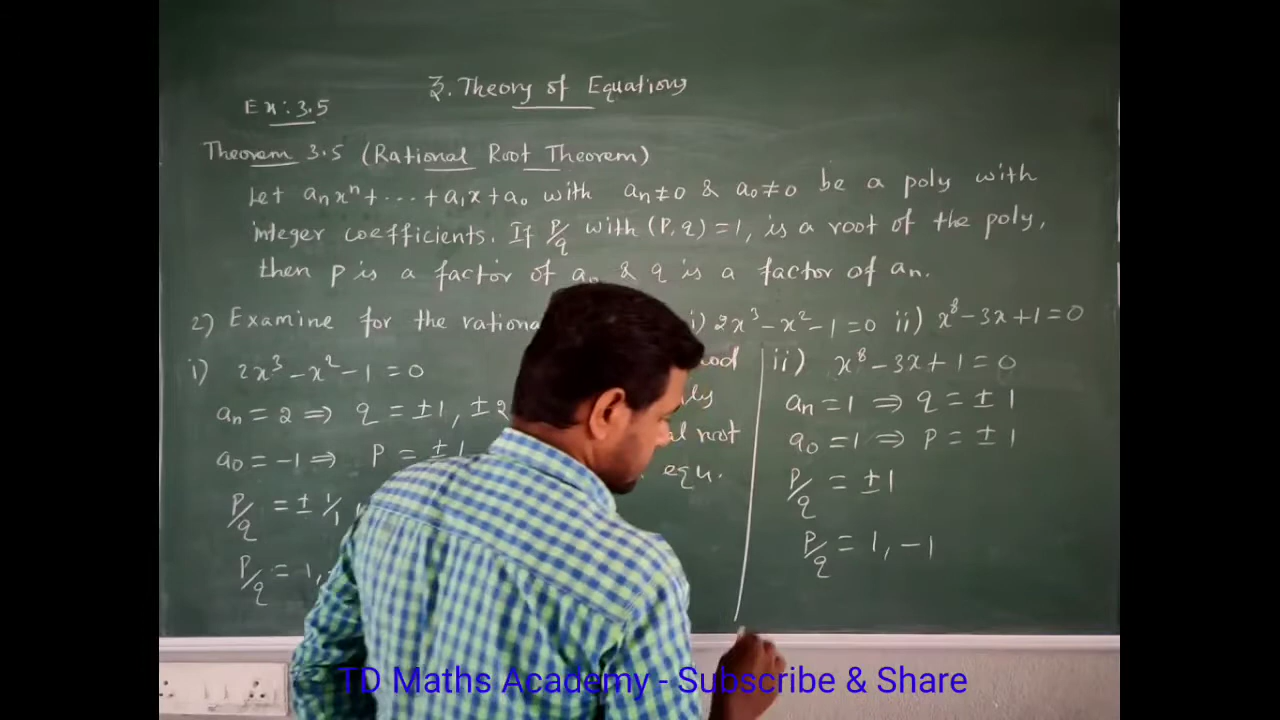 3. Theory of Equations
Ex: 3.5
Theorem 3.5 (Rational Root Theorem)
Let aₙxⁿ + ... + a₁x + a₀ with aₙ ≠ 0 & a₀ ≠ 0 be a poly with
integer coefficients. If P/q with (P, q) = 1, is a root of the poly,
then p is a factor of a₀ & q is a factor of aₙ.
2) Examine for the rationa i) 2x³ - x² - 1 = 0 ii) x⁸ - 3x + 1 = 0
i) 2x³ - x² - 1 = 0
aₙ = 2 ⇒ q = ±1, ±2
a₀ = -1 ⇒ P = ±1
P/q = ± 1/1
P/q = 1, -
root
equ.
ii) x⁸ - 3x + 1 = 0
aₙ = 1 ⇒ q = ±1
a₀ = 1 ⇒ P = ±1
P/q = ±1
P/q = 1, -1
TD Maths Academy - Subscribe & Share